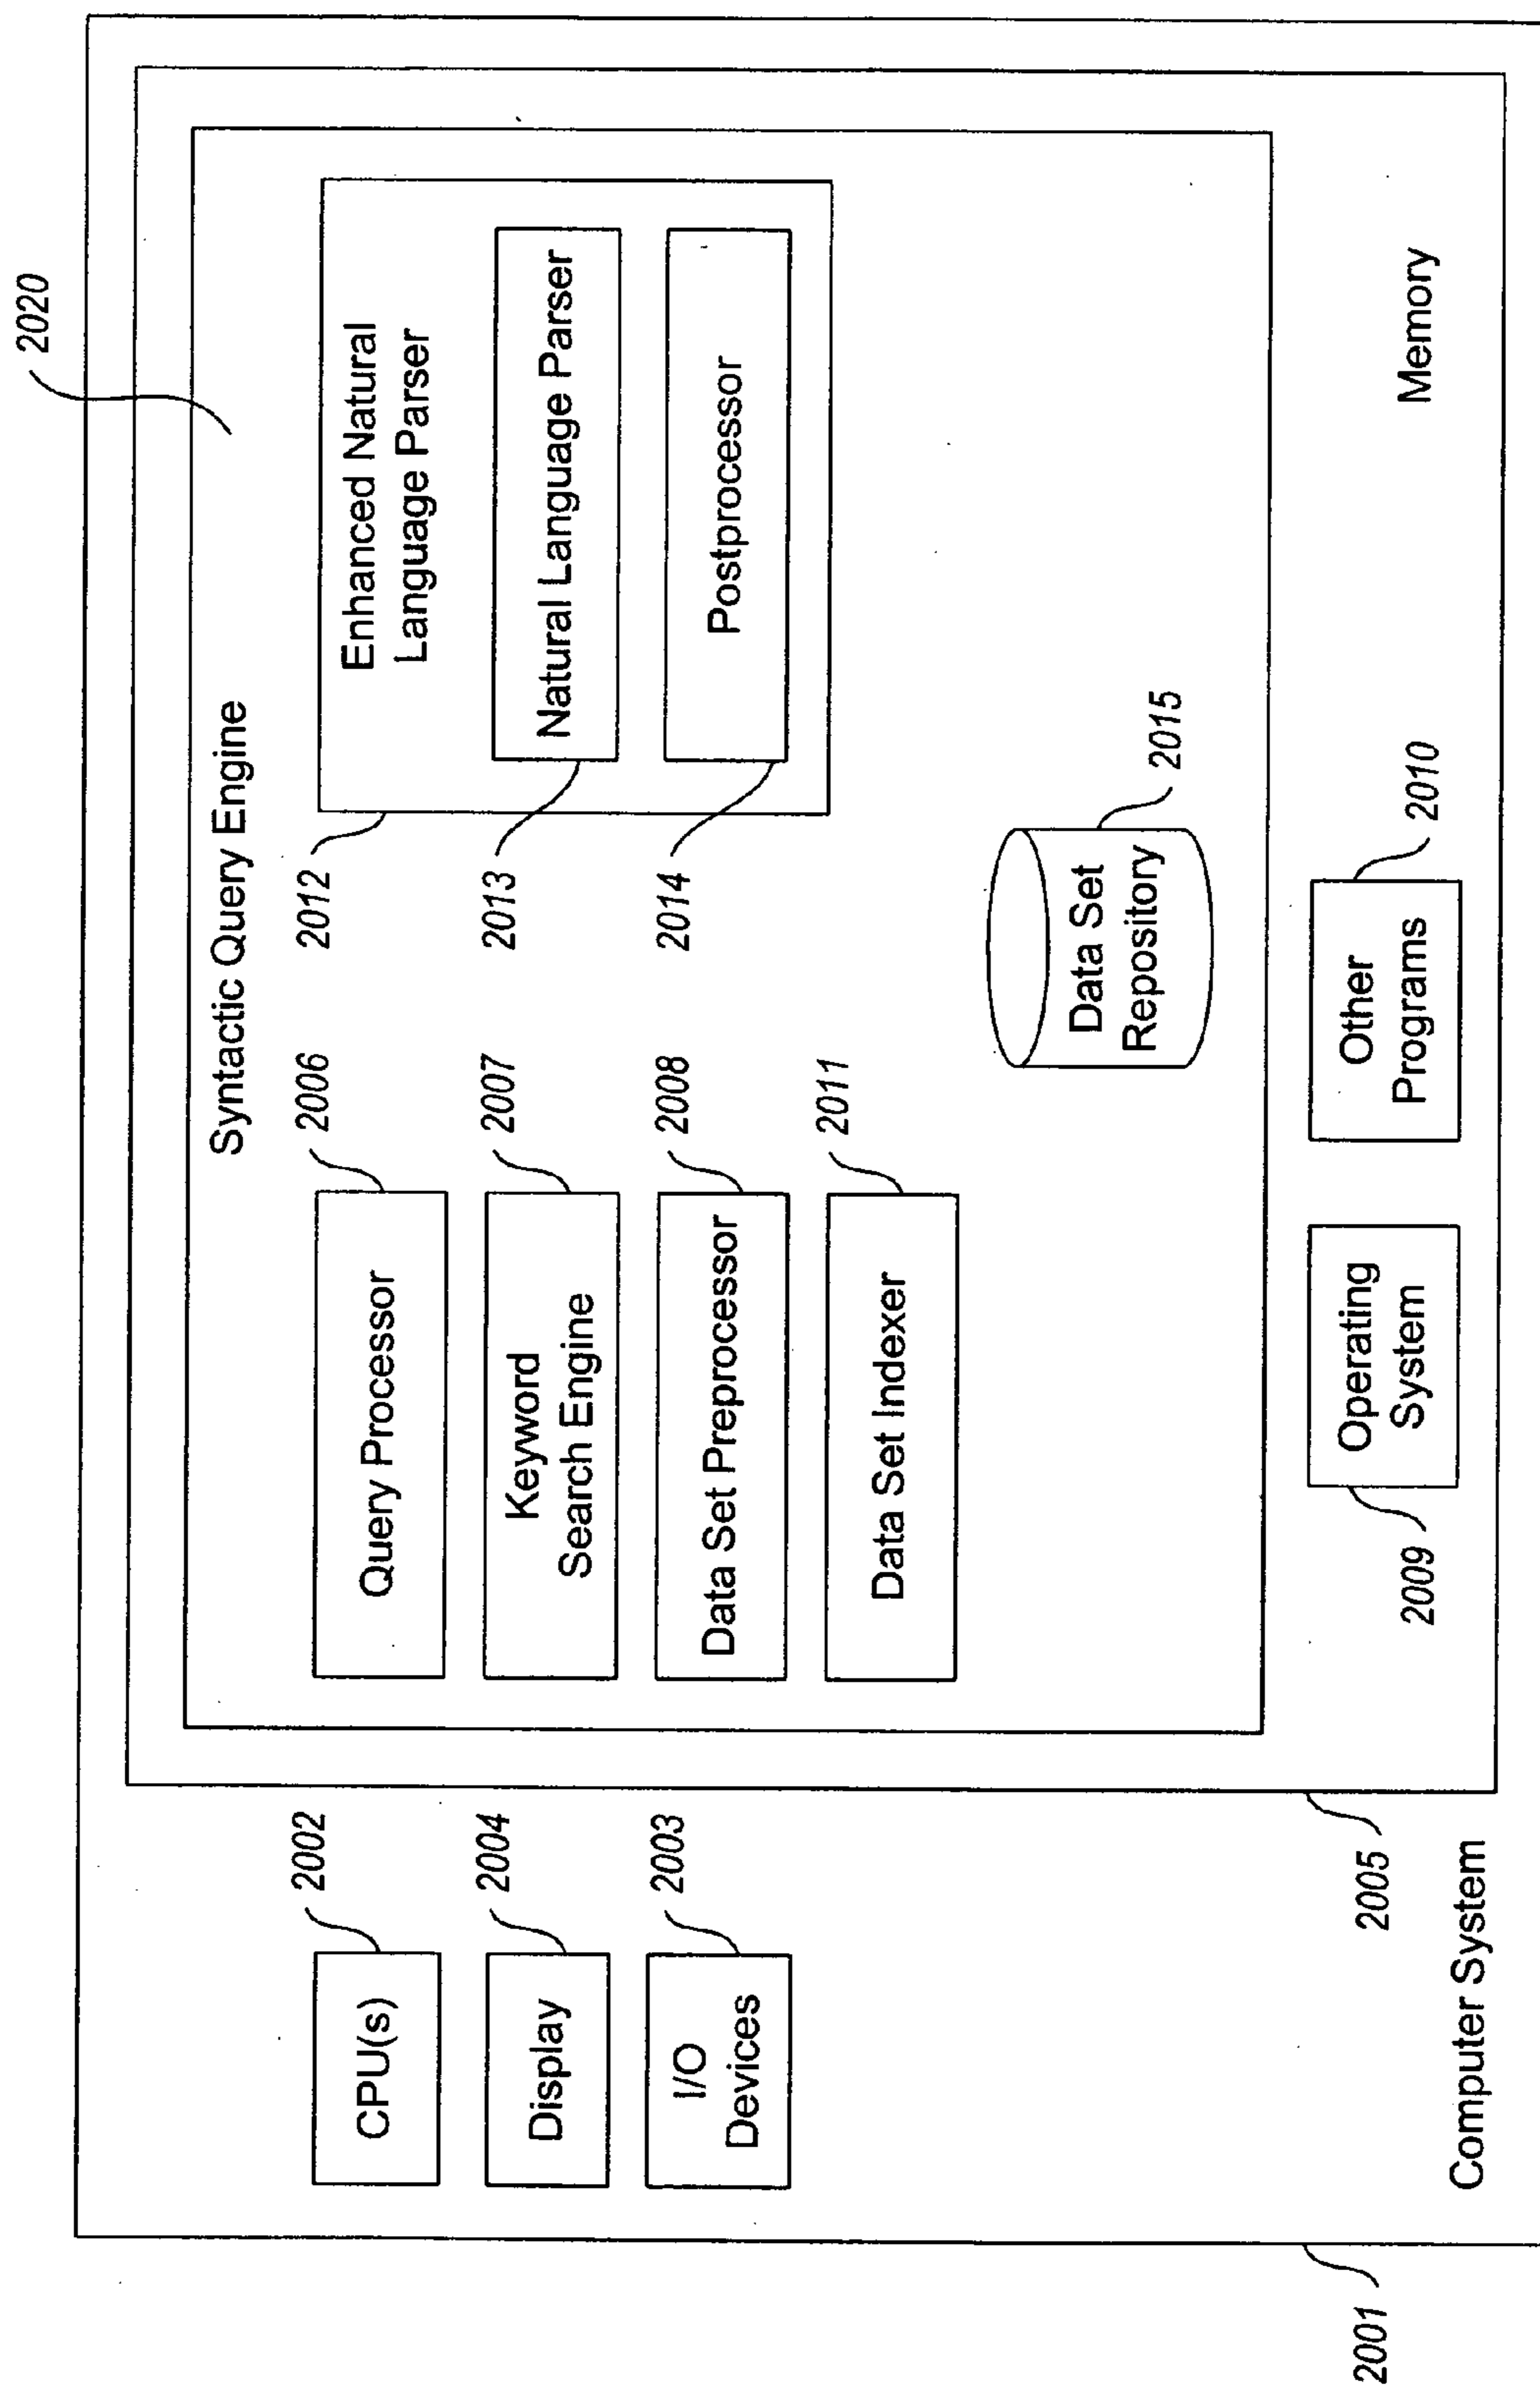 2020
Syntactic Query Engine
2002
CPU(s)
2004
Display
2003
I/O
Devices
2006
Query Processor
2007
Keyword
Search Engine
2008
Data Set Preprocessor
2011
Data Set Indexer
2012
Enhanced Natural
Language Parser
2013
Natural Language Parser
2014
Postprocessor
2015
Data Set
Repository
2009
Operating
System
2010
Other
Programs
Memory
2005
Computer System
2001